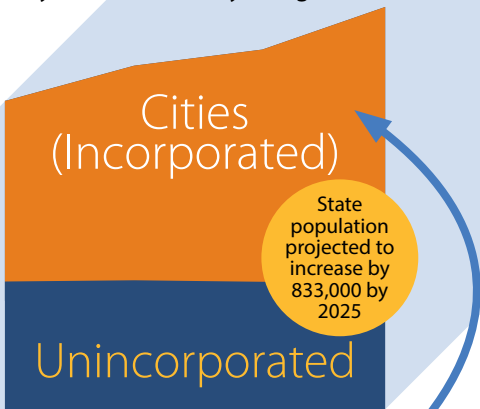 Cities
(Incorporated)
State
population
projected to
increase by
833,000 by
2025
Unincorporated